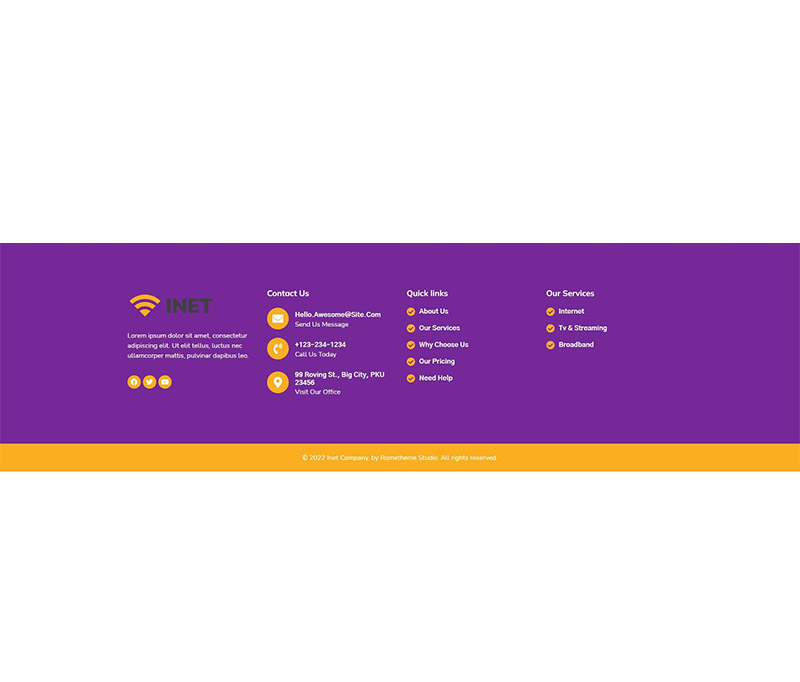 INET
Lorem ipsum dolor sit amet, consectetur
adipiscing elit. Ut elit tellus, luctus nec
ullamcorper mattis, pulvinar dapibus leo.
Contact Us
Hello.Awesome@Site.Com
Send Us Message
+123-234-1234
Call Us Today
99 Roving St., Big City, PKU
23456
Visit Our Office
Quick links
About Us
Our Services
Why Choose Us
Our Pricing
Need Help
Our Services
Internet
Tv & Streaming
Broadband
© 2022 Inet Company. by Rometheme Studio. All rights reserved.